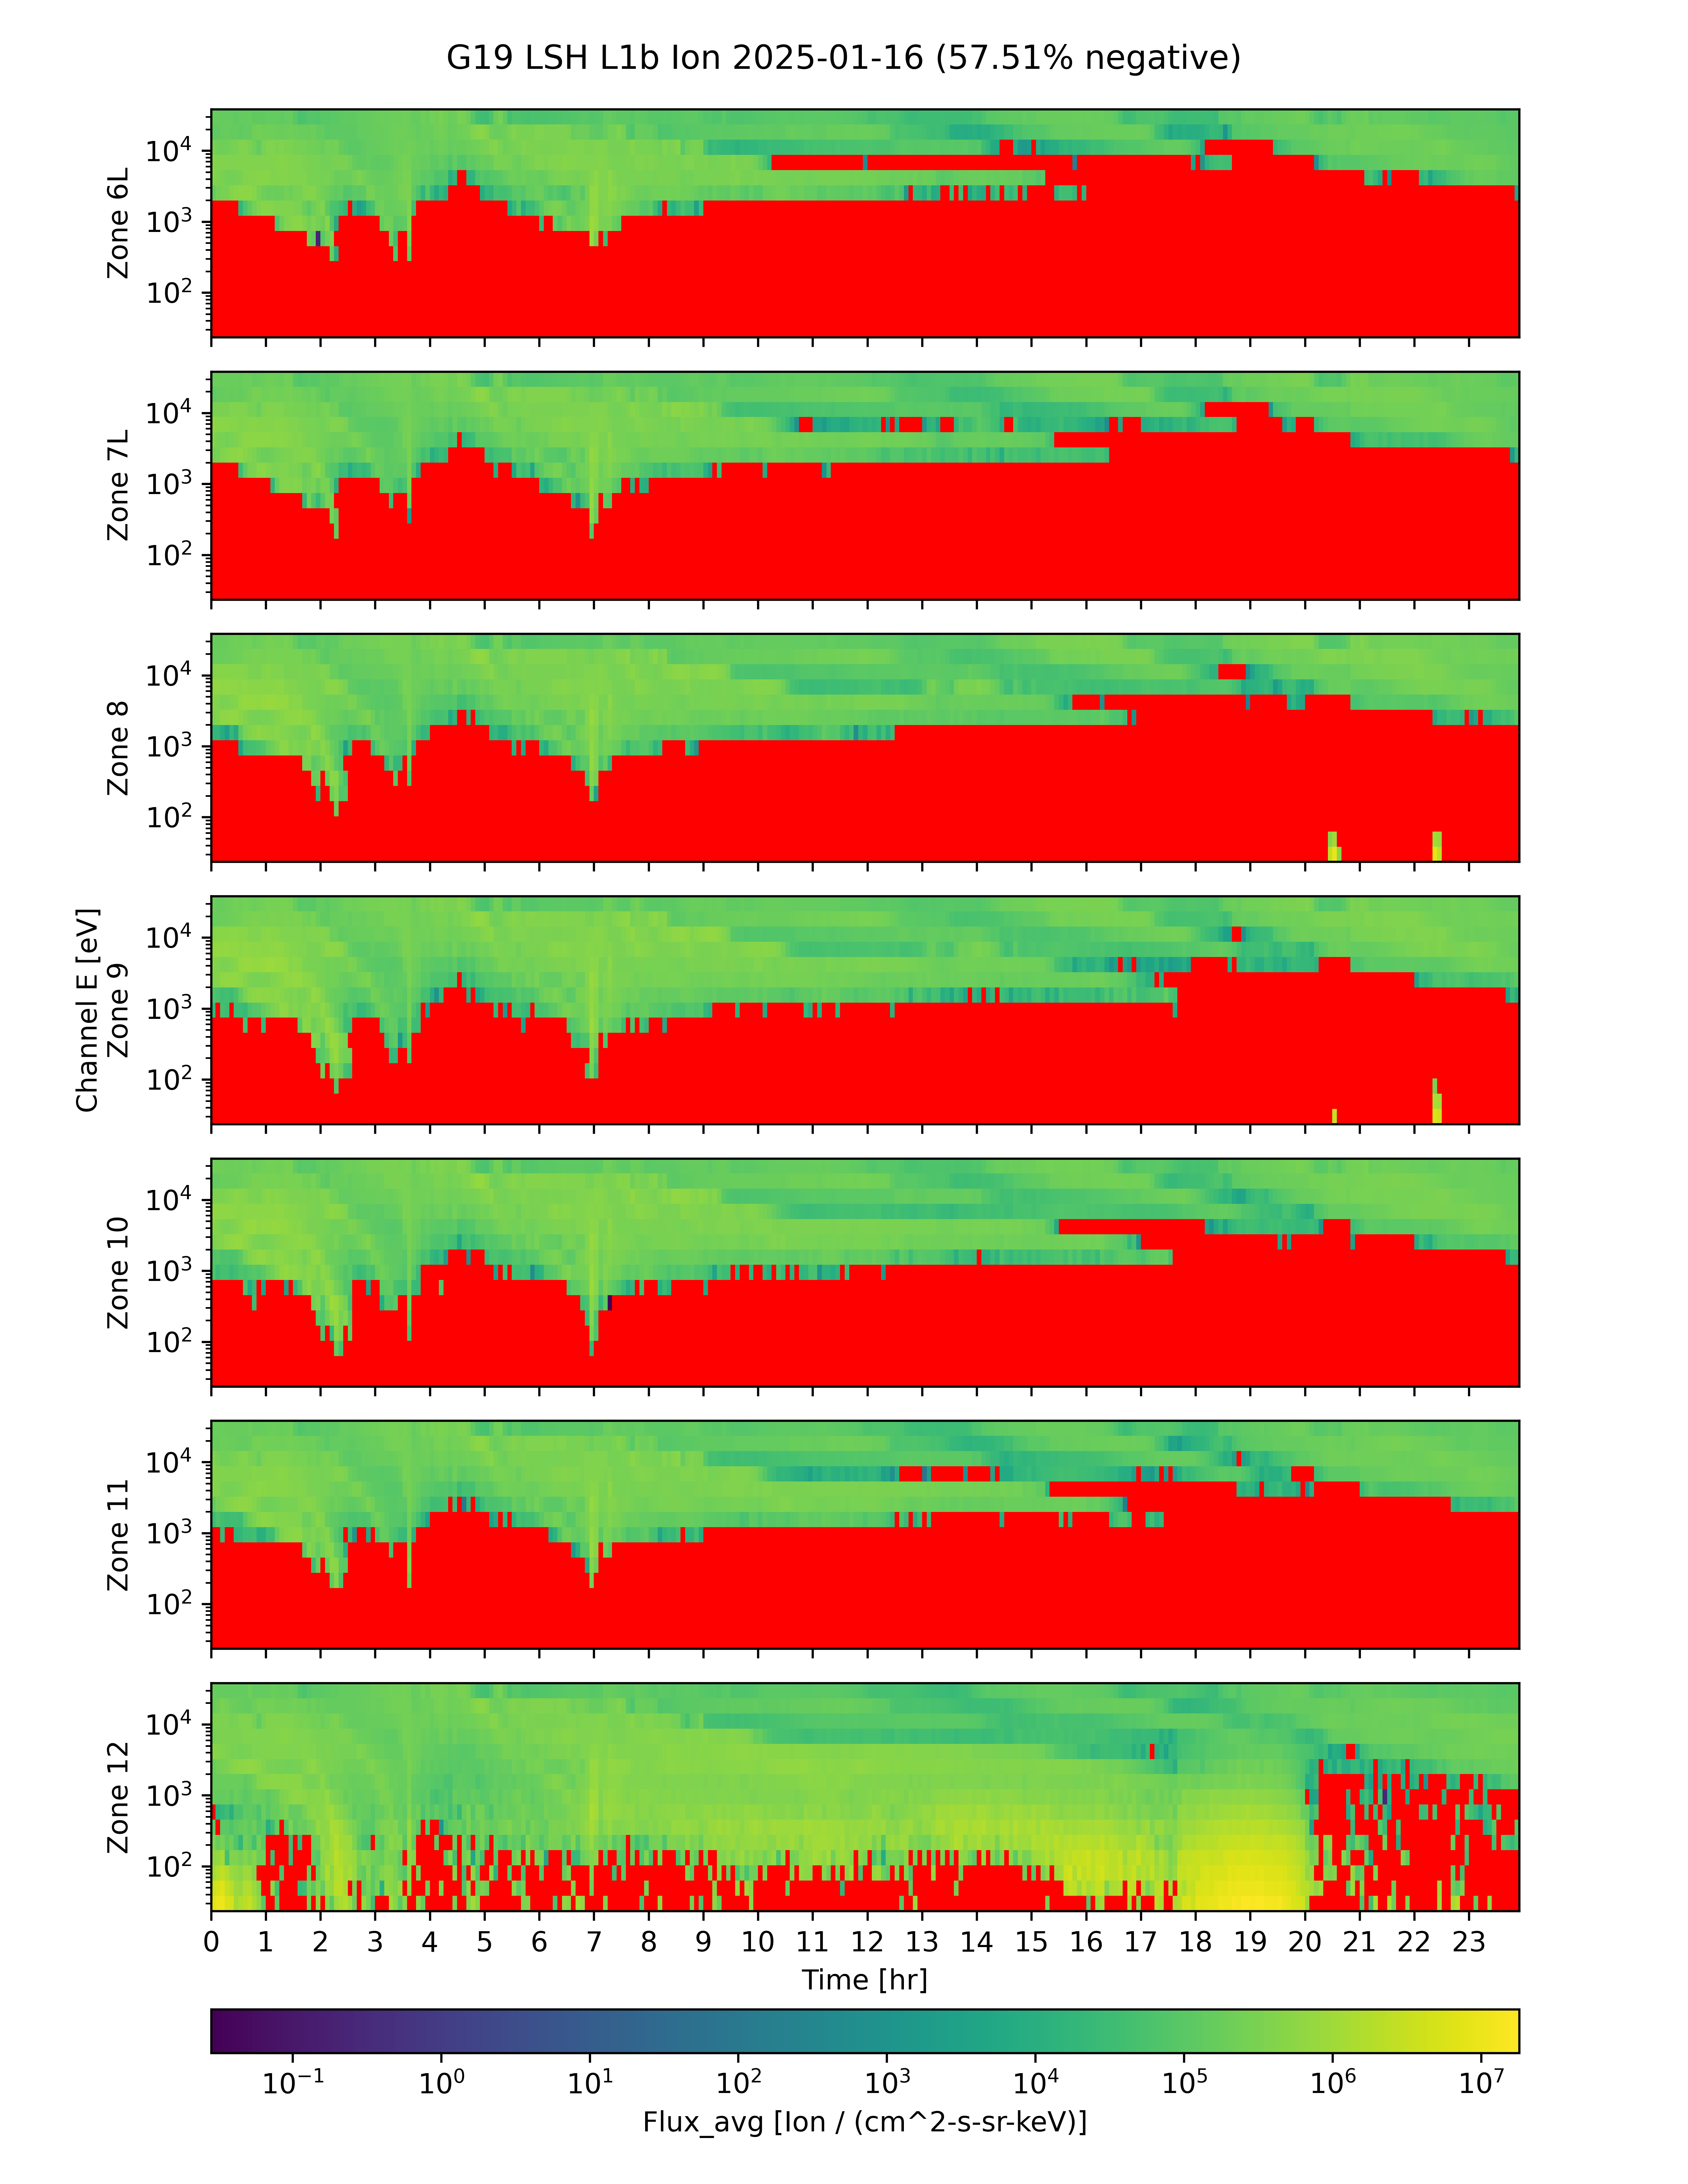 G19 LSH L1b Ion 2025-01-16 (57.51% negative)
10^4
10^3
10^2
Zone 6L
10^4
10^3
10^2
Zone 7L
10^4
10^3
10^2
Zone 8
10^4
10^3
10^2
Channel E [eV]
Zone 9
10^4
10^3
10^2
Zone 10
10^4
10^3
10^2
Zone 11
10^4
10^3
10^2
Zone 12
0 1 2 3 4 5 6 7 8 9 10 11 12 13 14 15 16 17 18 19 20 21 22 23
Time [hr]
10^−1 10^0 10^1 10^2 10^3 10^4 10^5 10^6 10^7
Flux_avg [Ion / (cm^2-s-sr-keV)]